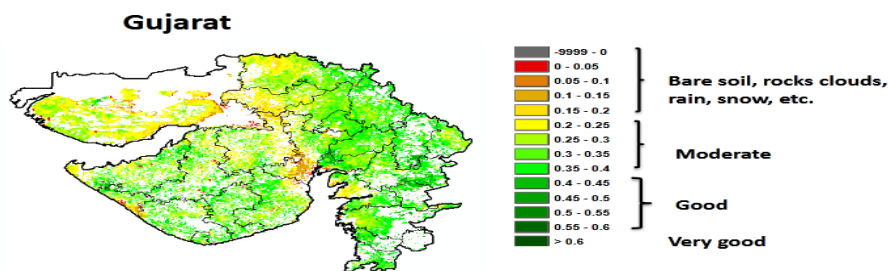 Gujarat
-9999 - 0
0 - 0.05
0.05 - 0.1
0.1 - 0.15
0.15 - 0.2
0.2 - 0.25
0.25 - 0.3
0.3 - 0.35
0.35 - 0.4
0.4 - 0.45
0.45 - 0.5
0.5 - 0.55
0.55 - 0.6
> 0.6
Bare soil, rocks clouds,
rain, snow, etc.
Moderate
Good
Very good